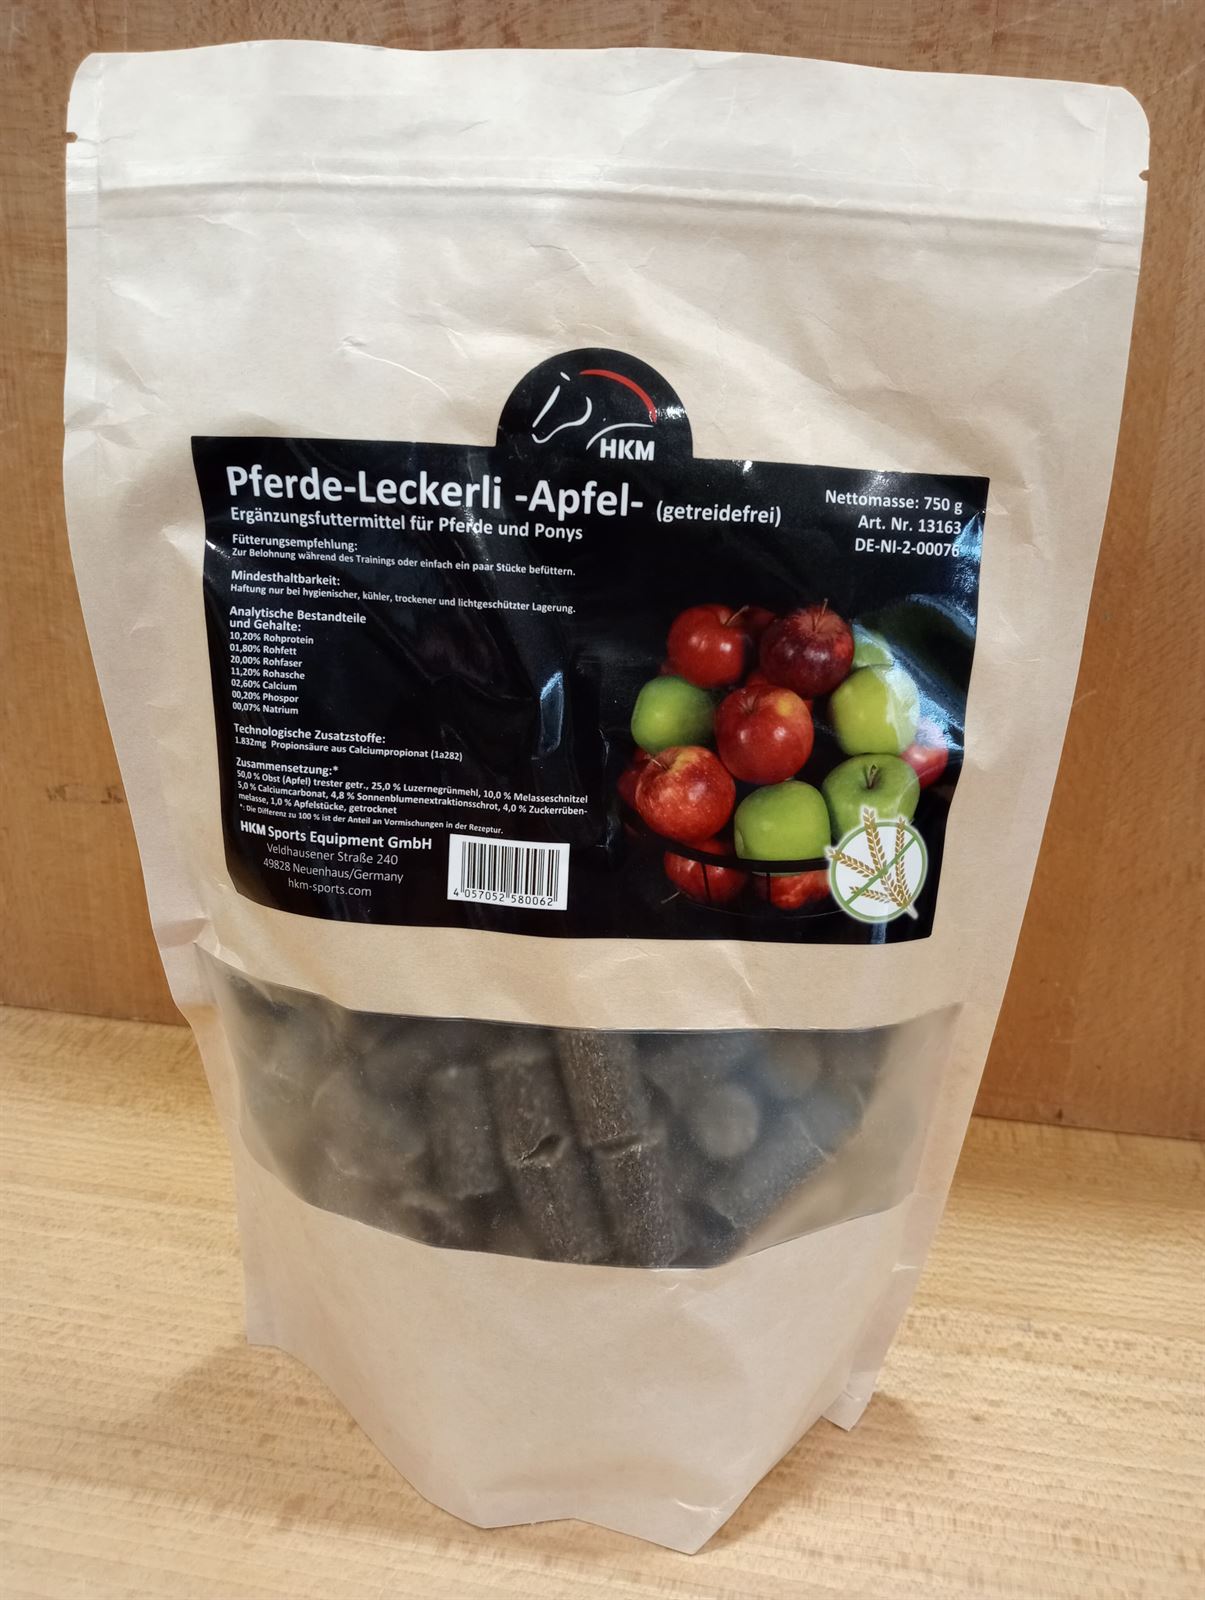 HKM
Pferde-Leckerli -Apfel- (getreidefrei)
Ergänzungsfuttermittel für Pferde und Ponys
Nettomasse: 750 g
Art. Nr. 13163
DE-NI-2-00076
Fütterungsempfehlung:
Zur Belohnung während des Trainings oder einfach ein paar Stücke befüttern.
Mindesthaltbarkeit:
Haftung nur bei hygienischer, kühler, trockener und lichtgeschützter Lagerung.
Analytische Bestandteile
und Gehalte:
10,20% Rohprotein
01,80% Rohfett
20,00% Rohfaser
11,20% Rohasche
02,60% Calcium
00,20% Phospor
00,07% Natrium
Technologische Zusatzstoffe:
1.832mg Propionsäure aus Calciumpropionat (1a282)
Zusammensetzung:*
50,0 % Obst (Apfel) trester getr., 25,0 % Luzernegrünmehl, 10,0 % Melasseschnitzel
5,0 % Calciumcarbonat, 4,8 % Sonnenblumenextraktionsschrot, 4,0 % Zuckerrüben-
melasse, 1,0 % Apfelstücke, getrocknet
*: Die Differenz zu 100 % ist der Anteil an Vormischungen in der Rezeptur.
HKM Sports Equipment GmbH
Veldhausener Straße 240
49828 Neuenhaus/Germany
hkm-sports.com
4 057052 580062